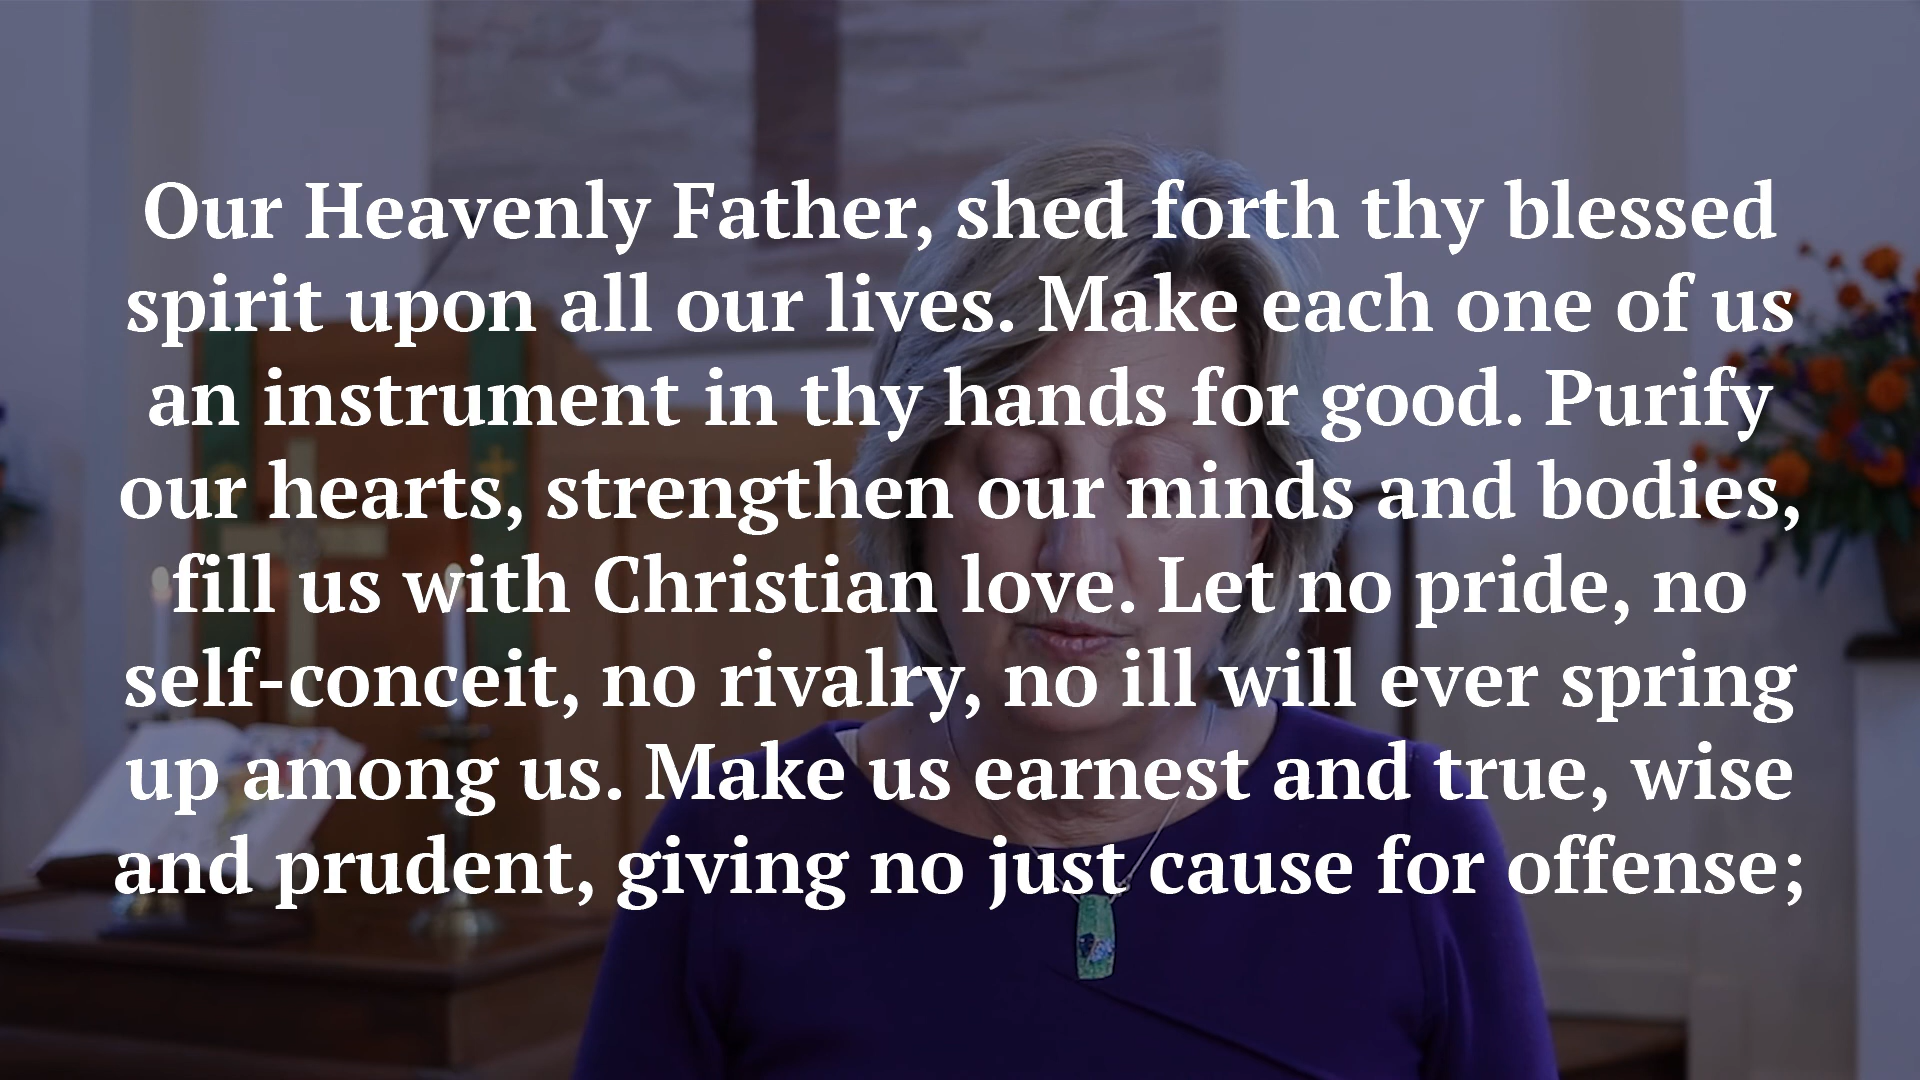 Our Heavenly Father, shed forth thy blessed
spirit upon all our lives. Make each one of us
an instrument in thy hands for good. Purify
our hearts, strengthen our minds and bodies,
fill us with Christian love. Let no pride, no
self-conceit, no rivalry, no ill will ever spring
up among us. Make us earnest and true, wise
and prudent, giving no just cause for offense;